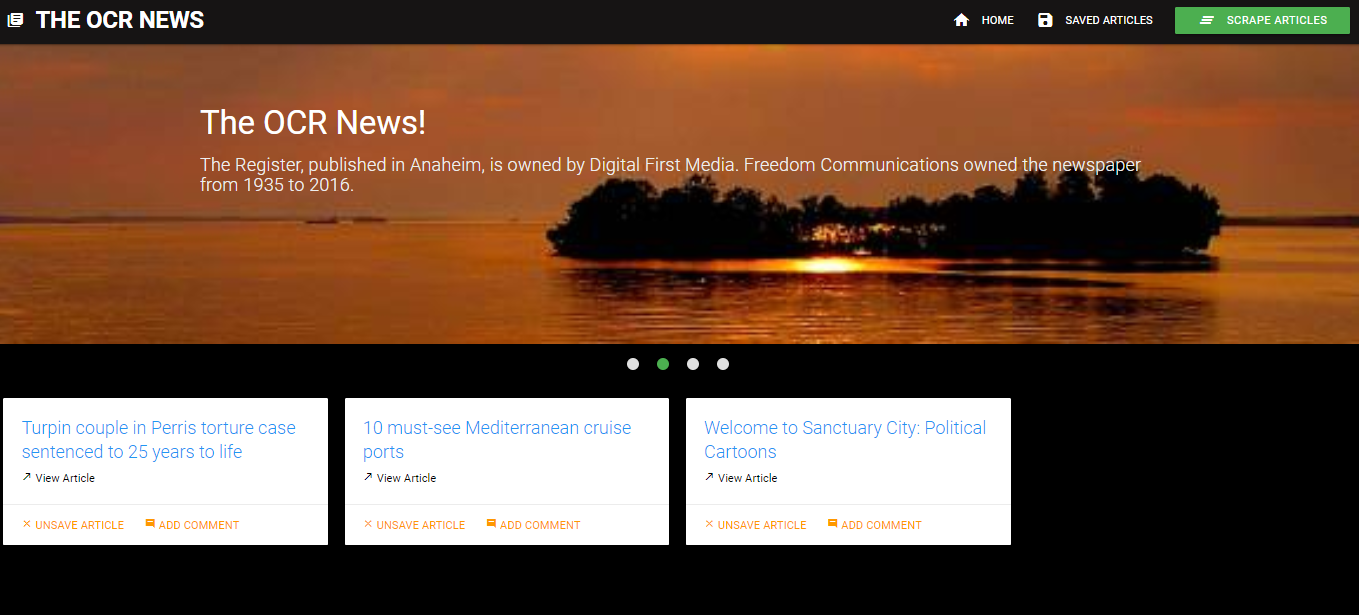 THE OCR NEWS
HOME
SAVED ARTICLES
SCRAPE ARTICLES
The OCR News!
The Register, published in Anaheim, is owned by Digital First Media. Freedom Communications owned the newspaper
from 1935 to 2016.
Turpin couple in Perris torture case
sentenced to 25 years to life
View Article
UNSAVE ARTICLE
ADD COMMENT
10 must-see Mediterranean cruise
ports
View Article
UNSAVE ARTICLE
ADD COMMENT
Welcome to Sanctuary City: Political
Cartoons
View Article
UNSAVE ARTICLE
ADD COMMENT